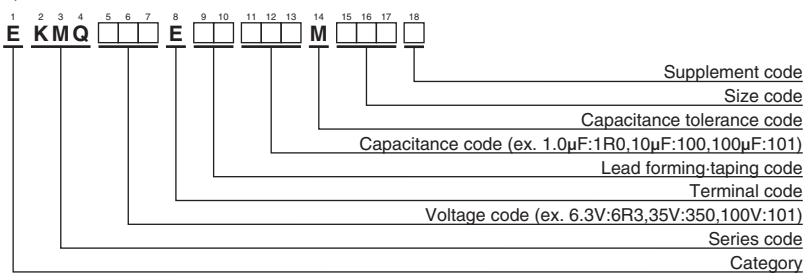 1 2 3 4 5 6 7 8 9 10 11 12 13 14 15 16 17 18
E KMQ E M
Supplement code
Size code
Capacitance tolerance code
Capacitance code (ex. 1.0µF:1R0,10µF:100,100µF:101)
Lead forming·taping code
Terminal code
Voltage code (ex. 6.3V:6R3,35V:350,100V:101)
Series code
Category